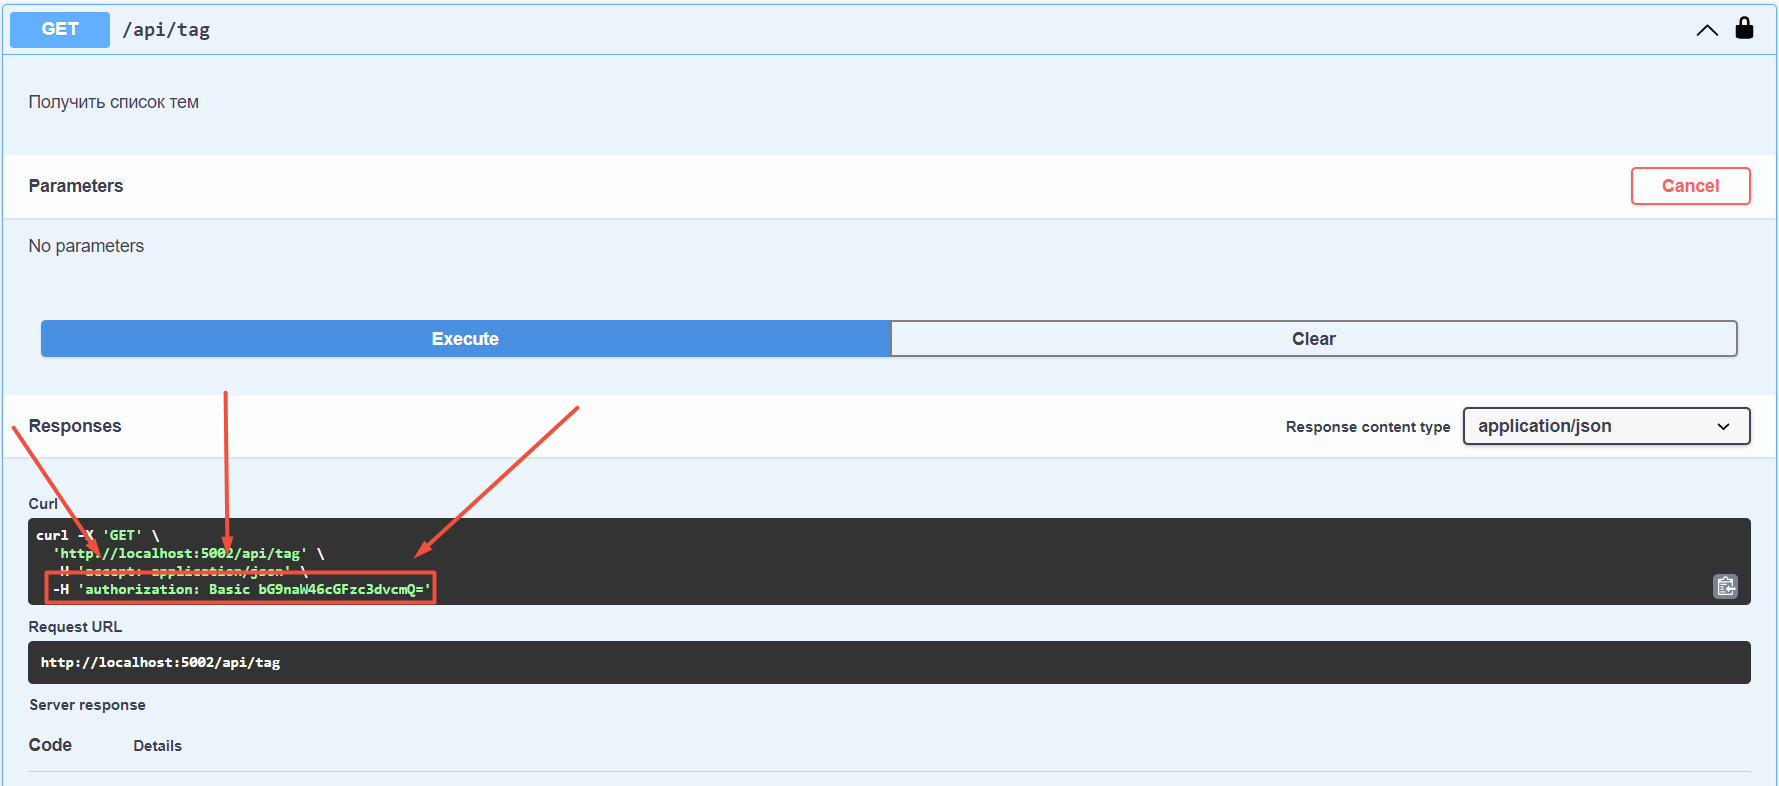 GET /api/tag
Получить список тем
Parameters
Cancel
No parameters
Execute
Clear
Responses
Response content type
application/json
Curl
curl -X 'GET' \
'http://localhost:5002/api/tag' \
-H 'accept: application/json' \
-H 'authorization: Basic bG9naW46cGFzc3dvcmQ='
Request URL
http://localhost:5002/api/tag
Server response
Code Details